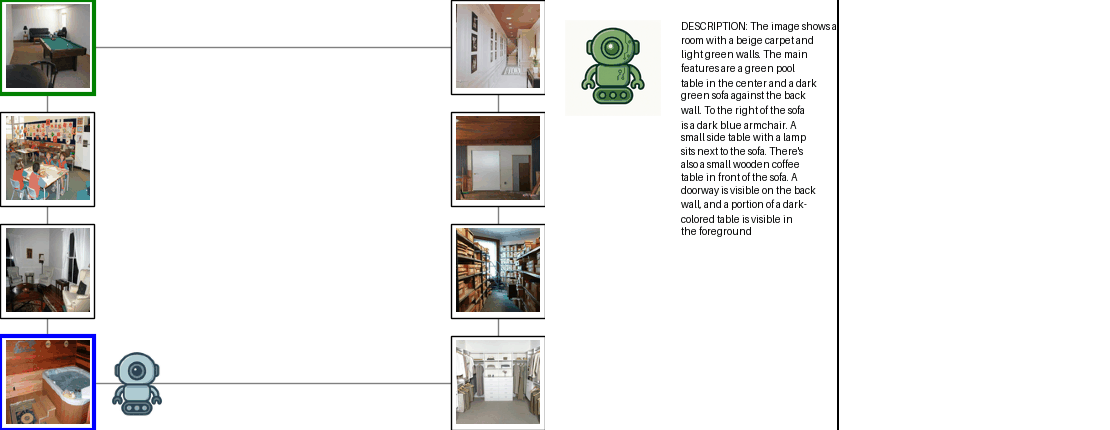 DESCRIPTION: The image shows a
room with a beige carpet and
light green walls. The main
features are a green pool
table in the center and a dark
green sofa against the back
wall. To the right of the sofa
is a dark blue armchair. A
small side table with a lamp
sits next to the sofa. There's
also a small wooden coffee
table in front of the sofa. A
doorway is visible on the back
wall, and a portion of a dark-
colored table is visible in
the foreground